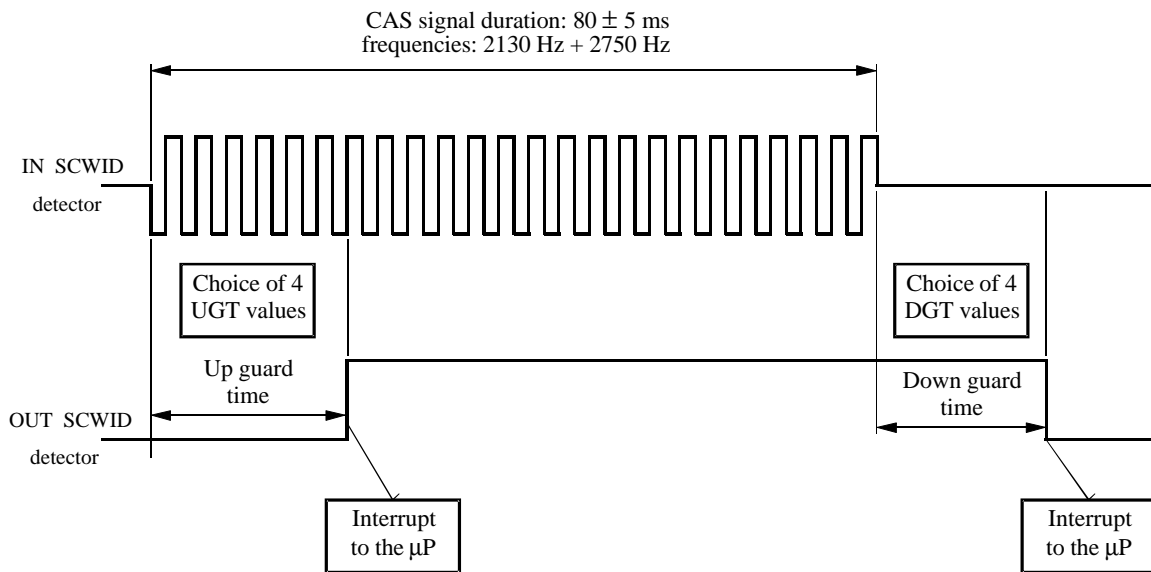 CAS signal duration: 80 ± 5 ms
frequencies: 2130 Hz + 2750 Hz
IN SCWID
detector
Choice of 4
UGT values
Choice of 4
DGT values
Up guard
time
Down guard
time
OUT SCWID
detector
Interrupt
to the µP
Interrupt
to the µP